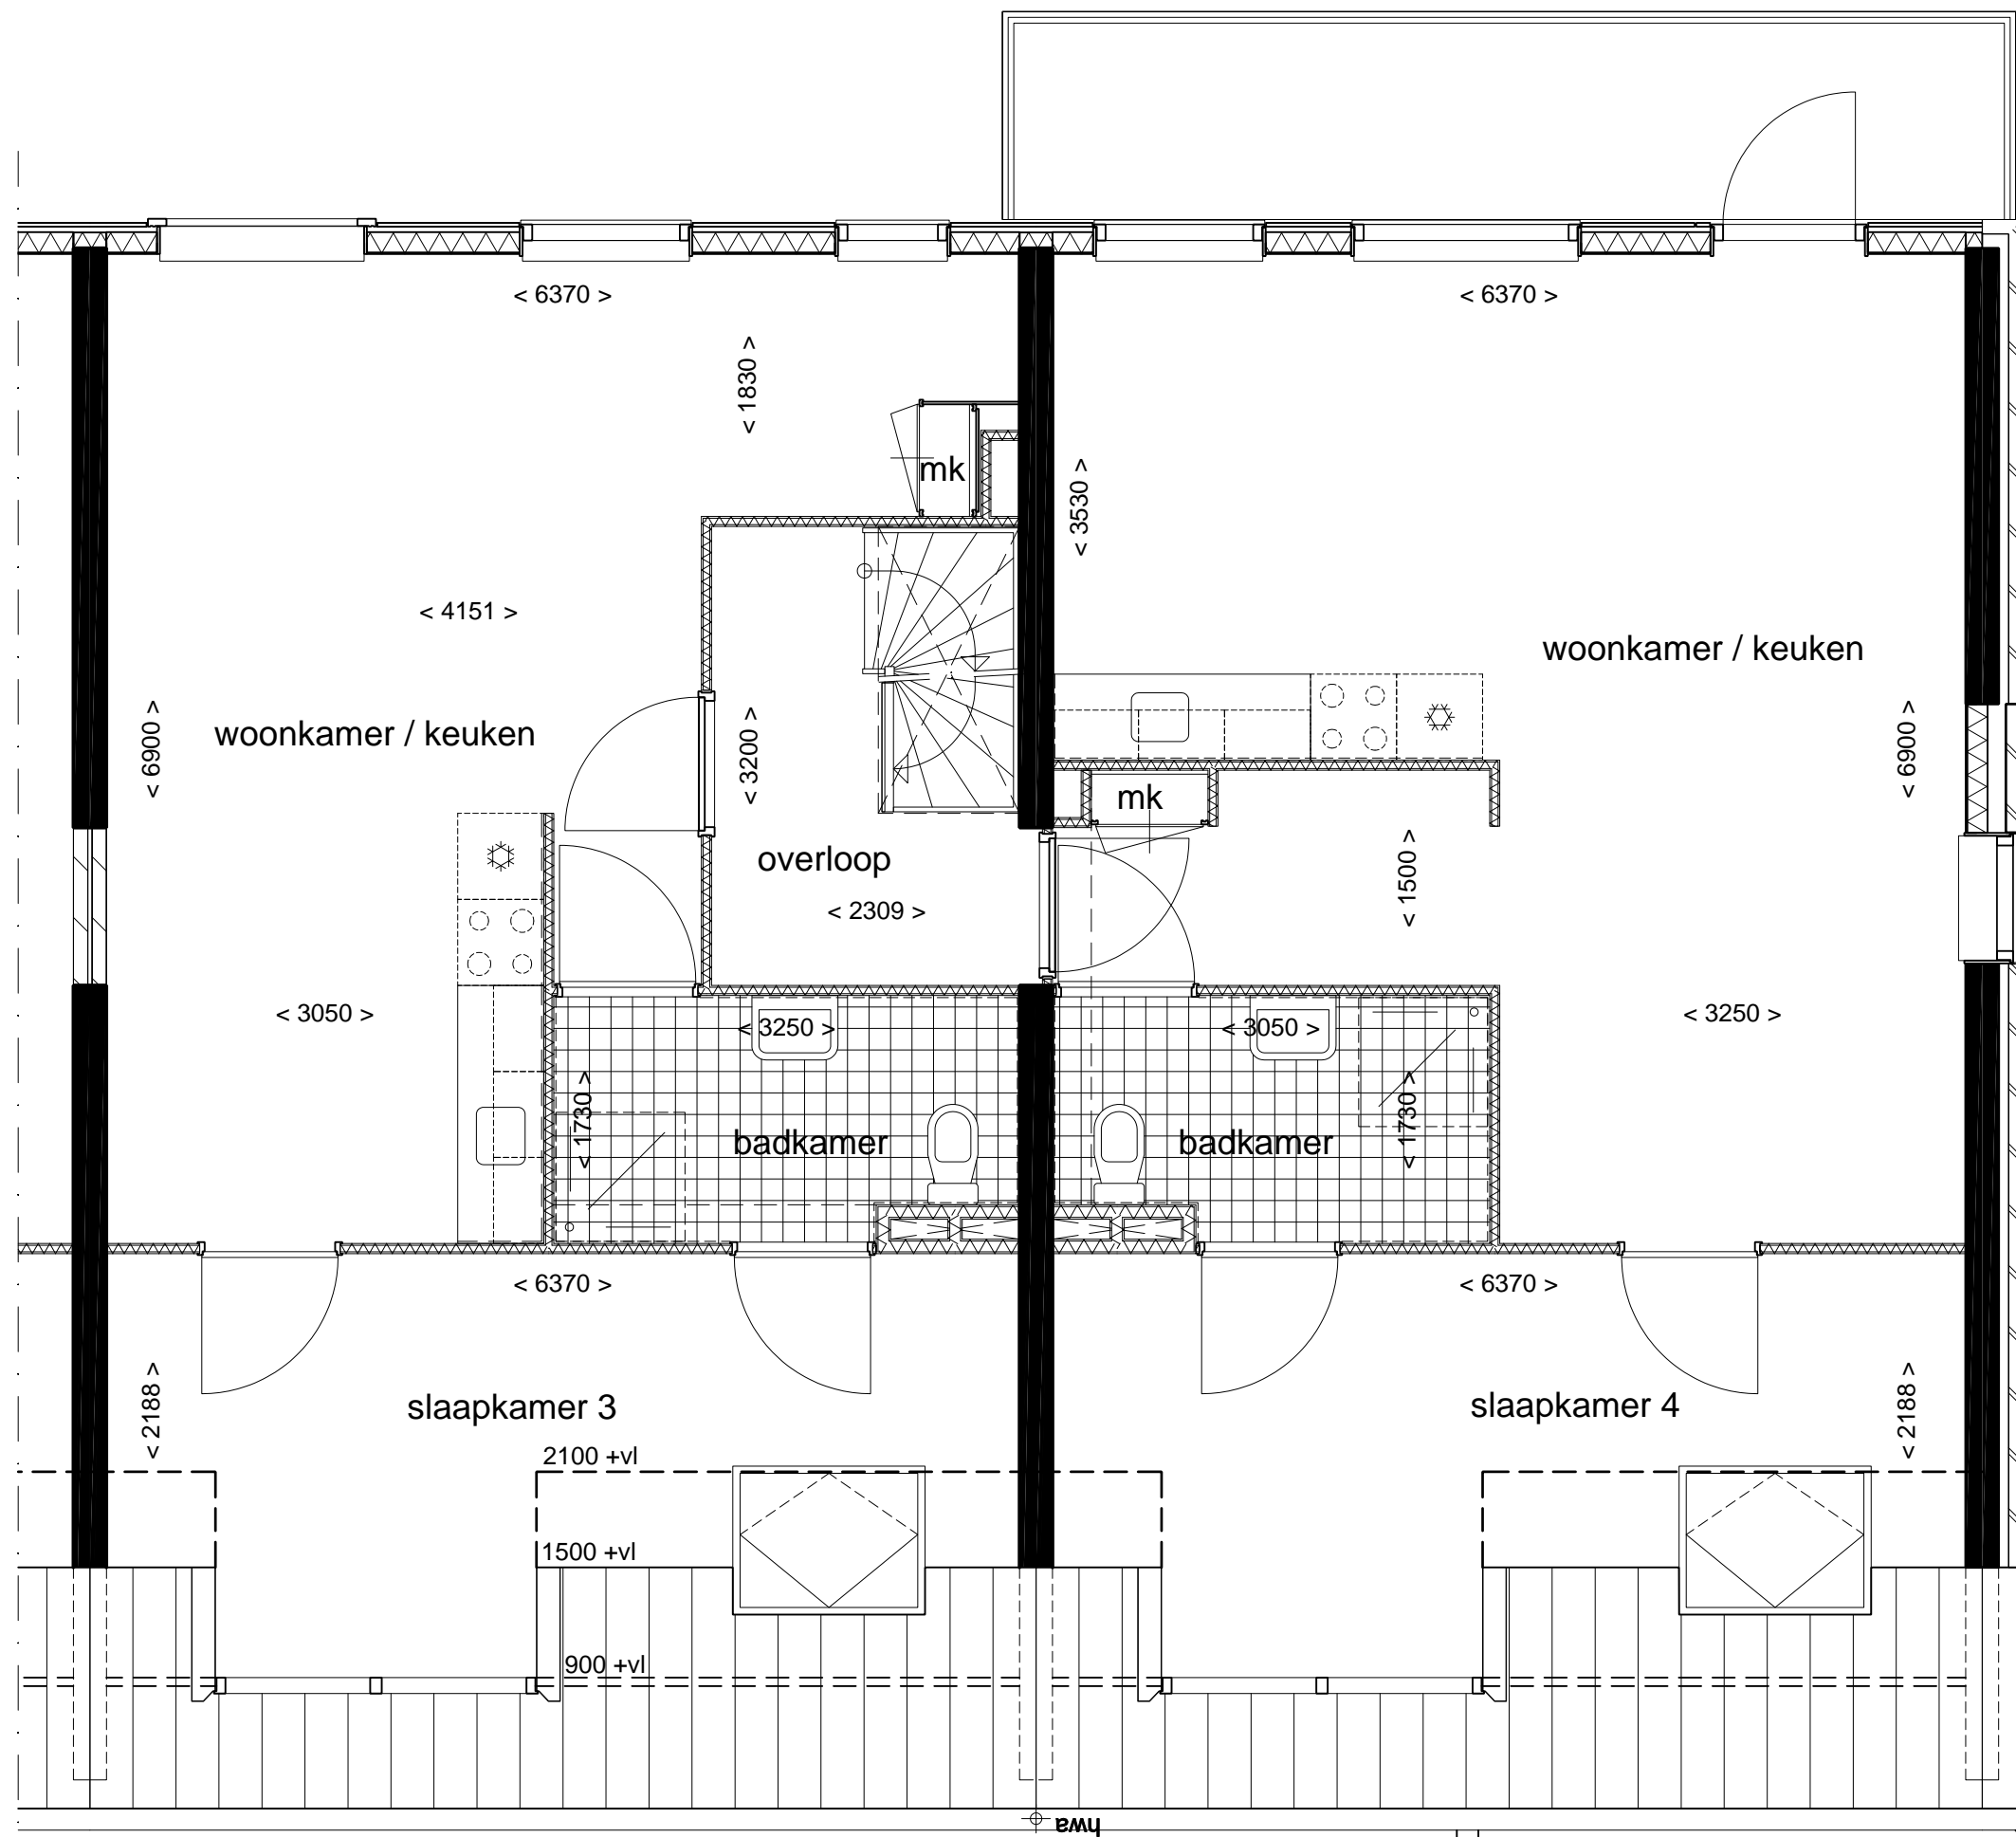 < 6370 >
< 6370 >
< 1830 >
mk
< 3530 >
< 4151 >
woonkamer / keuken
woonkamer / keuken
< 6900 >
< 3200 >
< 6900 >
mk
overloop
< 1500 >
< 2309 >
< 3050 >
< 3250 >
< 3050 >
< 3250 >
< 1730 >
badkamer
badkamer
< 1730 >
< 6370 >
< 6370 >
< 2188 >
slaapkamer 3
slaapkamer 4
< 2188 >
2100 +vl
1500 +vl
900 +vl
hwa